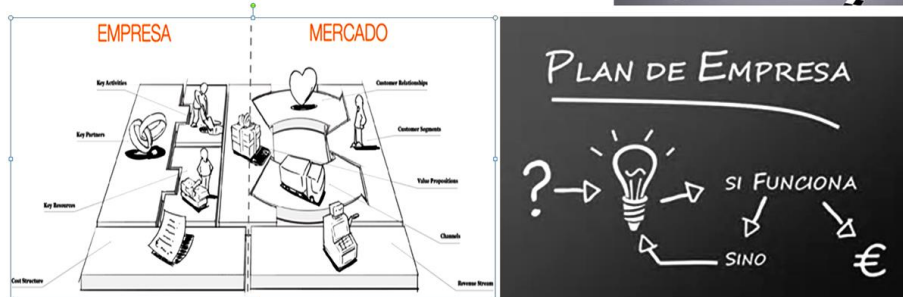 EMPRESA
MERCADO
Key Activities
Customer Relationships
Key Partners
Customer Segments
Value Propositions
Key Resources
Channels
Cost Structure
Revenue Stream
PLAN DE EMPRESA
?
SI FUNCIONA
SINO
€